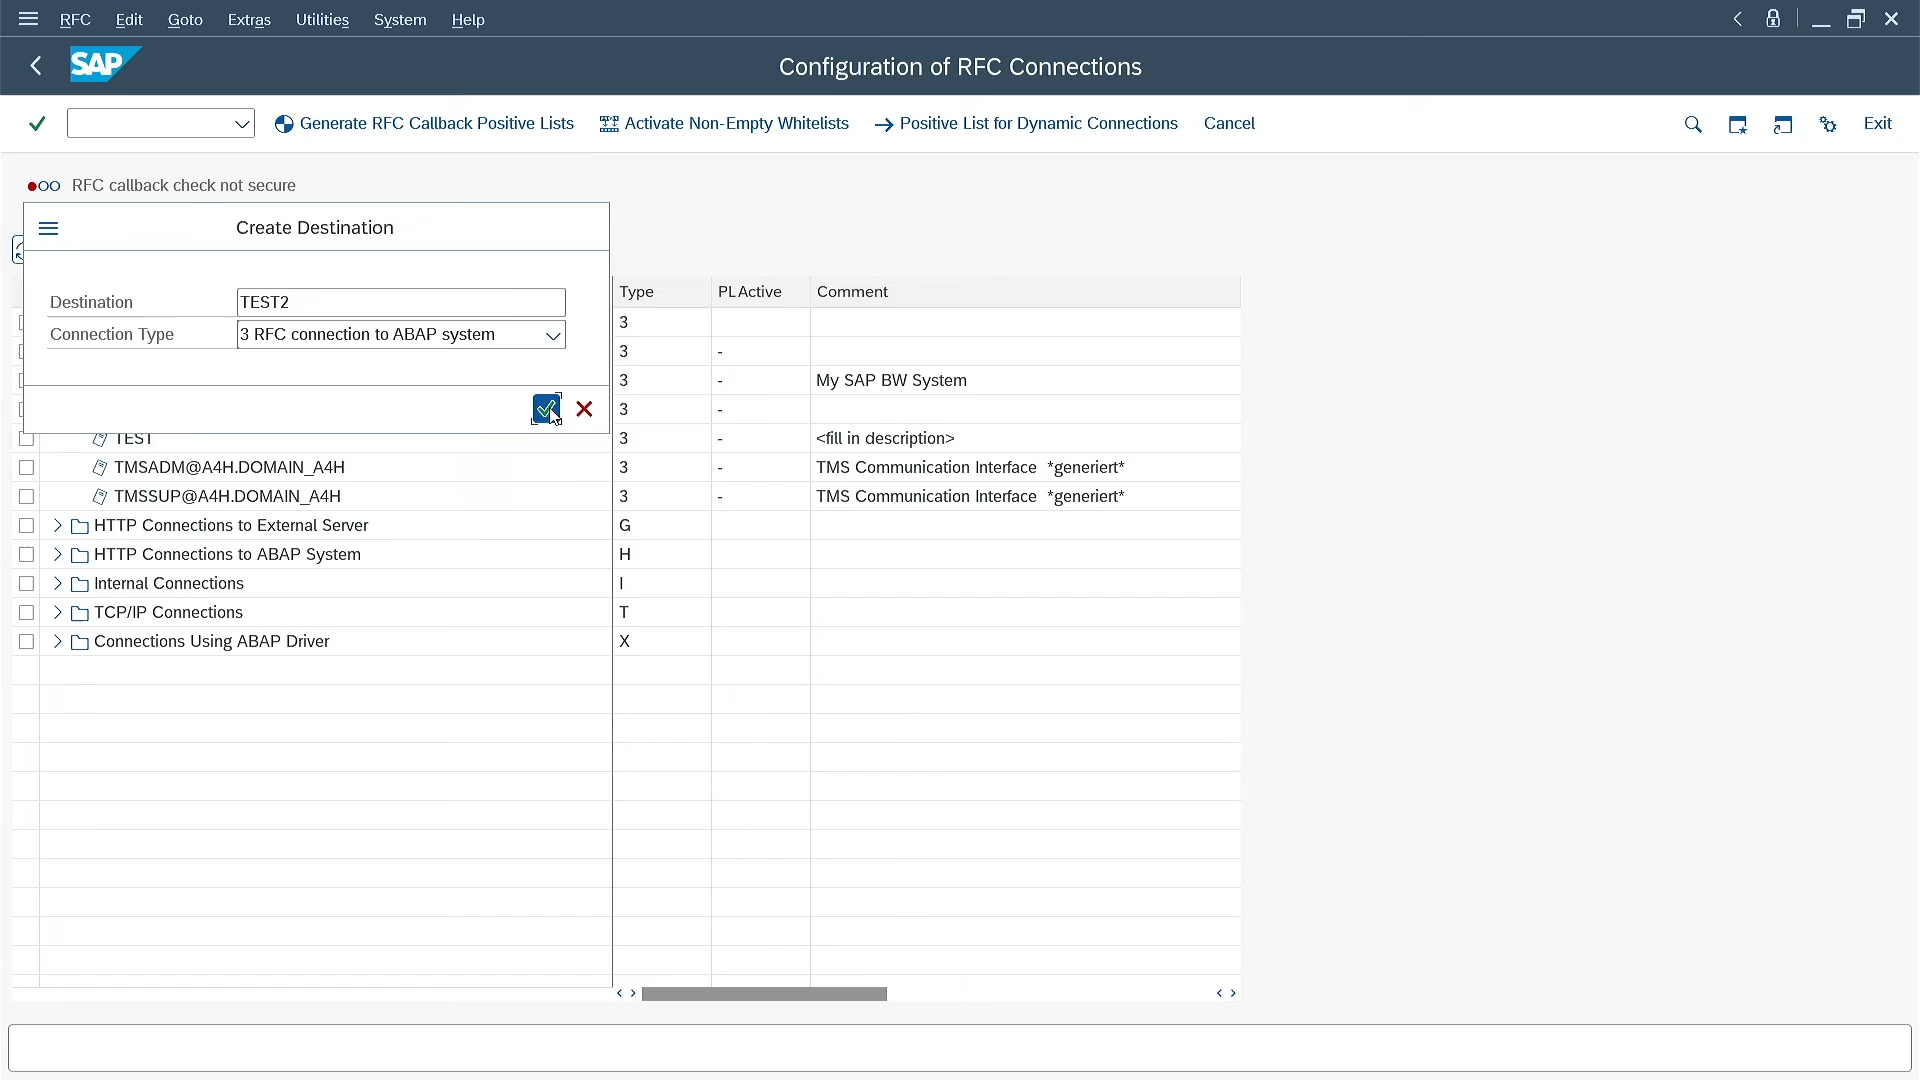 RFC Edit Goto Extras Utilities System Help
SAP Configuration of RFC Connections
Generate RFC Callback Positive Lists Activate Non-Empty Whitelists Positive List for Dynamic Connections Cancel Exit
RFC callback check not secure
Create Destination
Destination TEST2
Connection Type 3 RFC connection to ABAP system
Type PL Active Comment
3
3 -
3 - My SAP BW System
3 -
TEST 3 - <fill in description>
TMSADM@A4H.DOMAIN_A4H 3 - TMS Communication Interface *generiert*
TMSSUP@A4H.DOMAIN_A4H 3 - TMS Communication Interface *generiert*
HTTP Connections to External Server G
HTTP Connections to ABAP System H
Internal Connections I
TCP/IP Connections T
Connections Using ABAP Driver X